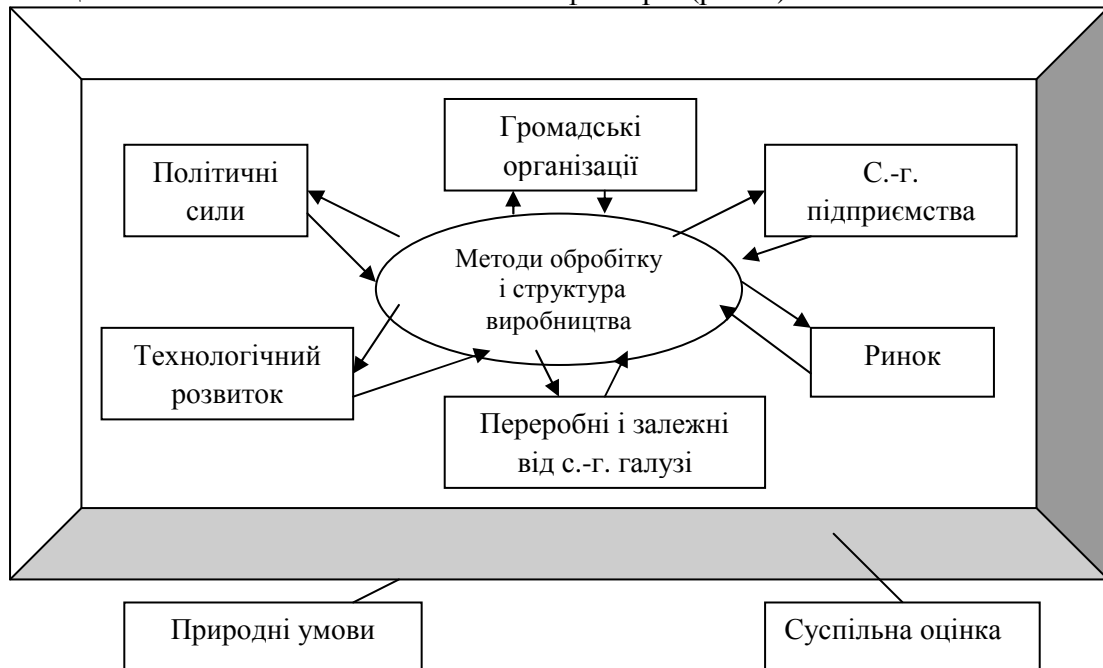 Громадські
організації
Політичні
сили
С.-г.
підприємства
Методи обробітку
і структура
виробництва
Технологічний
розвиток
Ринок
Переробні і залежні
від с.-г. галузі
Природні умови
Суспільна оцінка